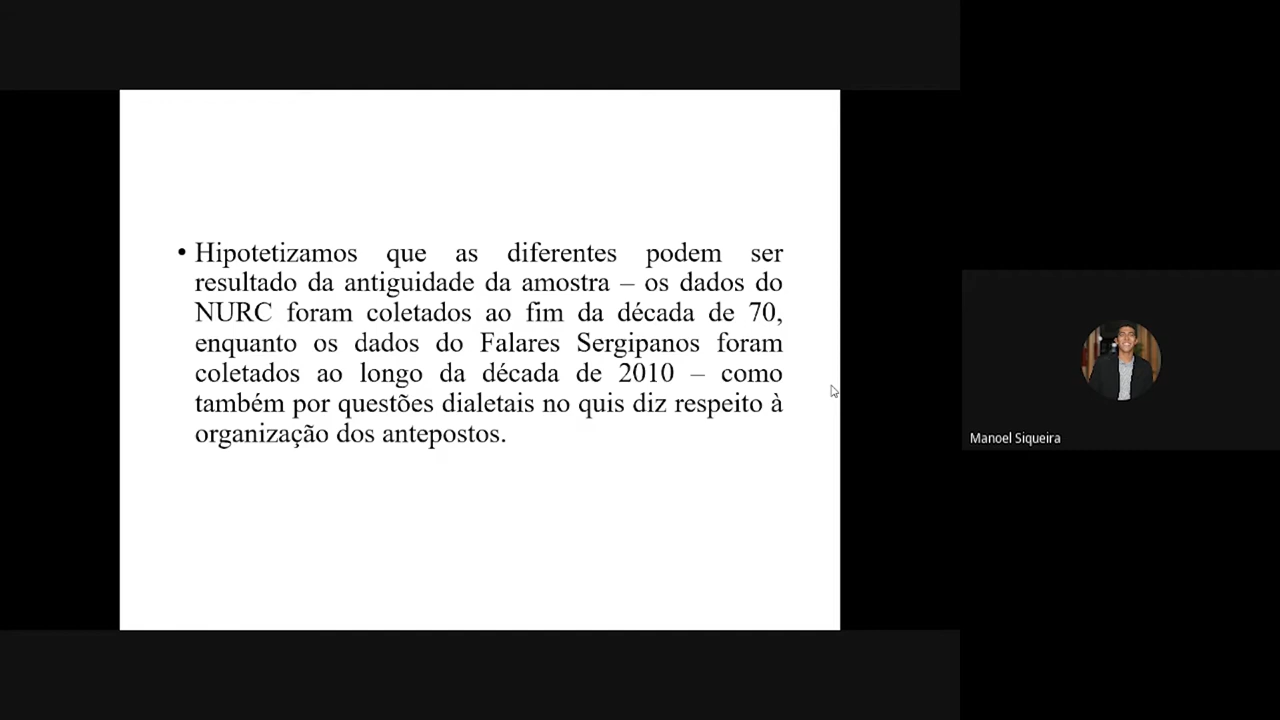 • Hipotetizamos que as diferentes podem ser
resultado da antiguidade da amostra – os dados do
NURC foram coletados ao fim da década de 70,
enquanto os dados do Falares Sergipanos foram
coletados ao longo da década de 2010 – como
também por questões dialetais no quis diz respeito à
organização dos antepostos.
Manoel Siqueira